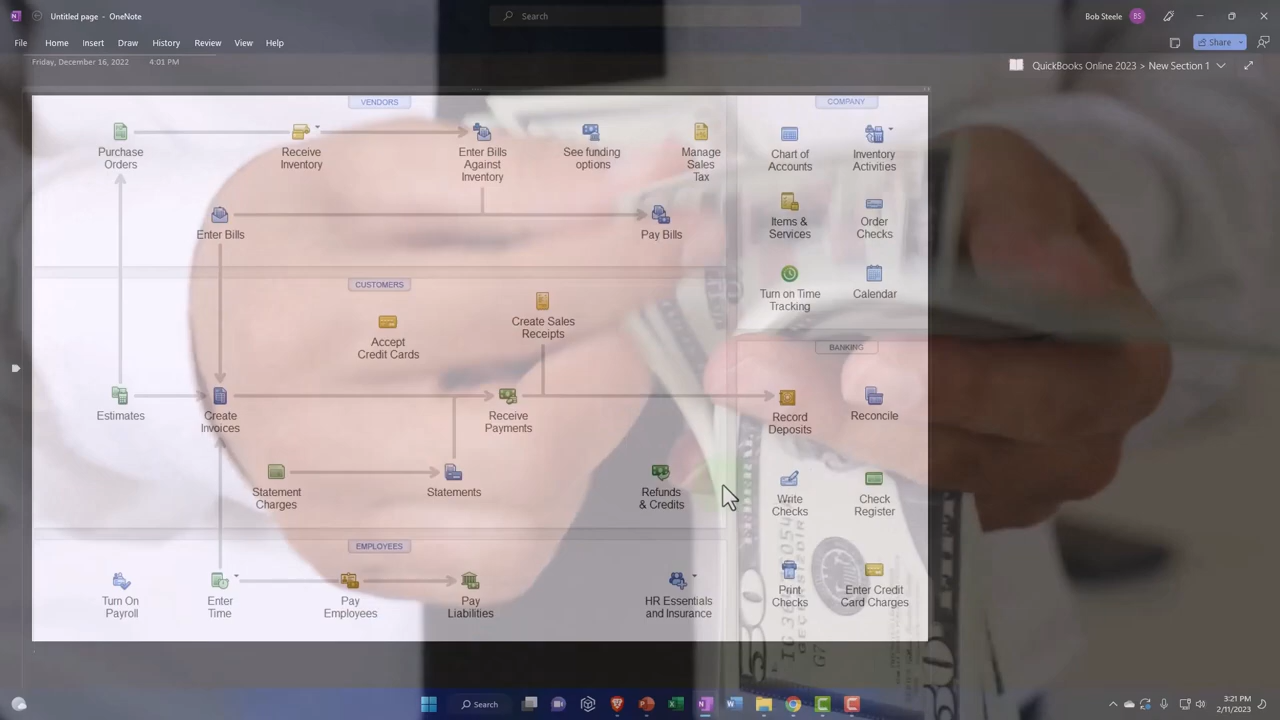 Untitled page - OneNote
Search
Bob Steele
BS
File
Home
Insert
Draw
History
Review
View
Help
Share
Friday, December 16, 2022
4:01 PM
QuickBooks Online 2023 > New Section 1
VENDORS
COMPANY
Purchase
Orders
Receive
Inventory
Enter Bills
Against
Inventory
See funding
options
Manage
Sales
Tax
Chart of
Accounts
Inventory
Activities
Enter Bills
Pay Bills
Items &
Services
Order
Checks
CUSTOMERS
Turn on Time
Tracking
Calendar
Accept
Credit Cards
Create Sales
Receipts
BANKING
Estimates
Create
Invoices
Receive
Payments
Record
Deposits
Reconcile
Statement
Charges
Statements
Refunds
& Credits
Write
Checks
Check
Register
EMPLOYEES
Turn On
Payroll
Enter
Time
Pay
Employees
Pay
Liabilities
HR Essentials
and Insurance
Print
Checks
Enter Credit
Card Charges
50
Search
3:21 PM
2/11/2023